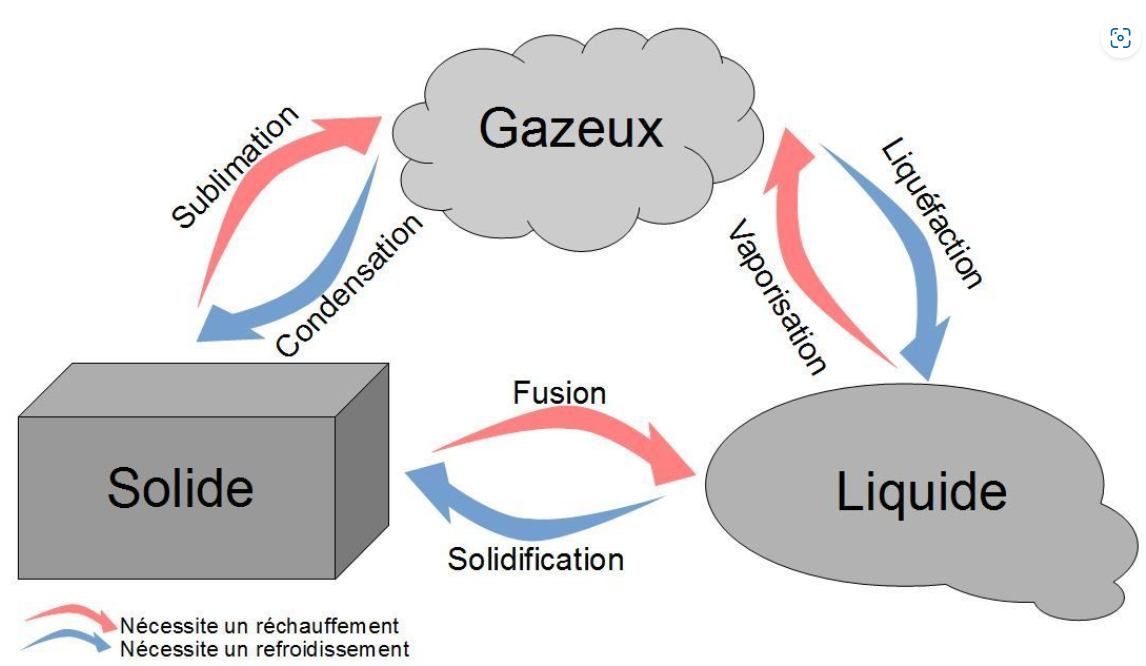 Gazeux
Sublimation
Condensation
Liquéfaction
Vaporisation
Fusion
Solide
Liquide
Solidification
Nécessite un réchauffement
Nécessite un refroidissement